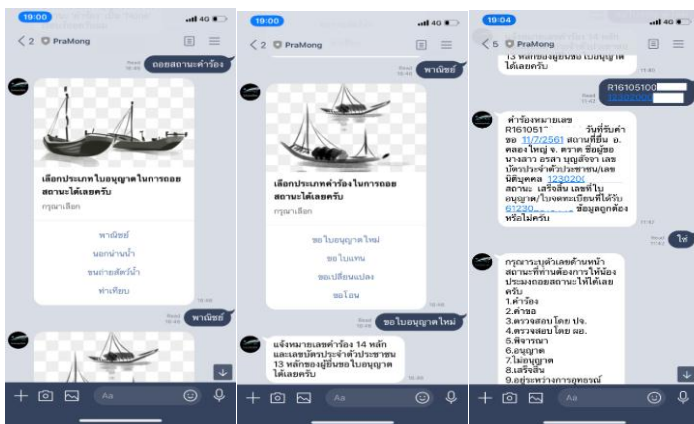 19:00
4G
2 PraMong
Read
18:48
ถอยสถานะคำร้อง
เลือกประเภทใบอนุญาตในการถอย
สถานะได้เลยครับ
กรุณาเลือก
พาณิชย์
นอกน่านน้ำ
ขนถ่ายสัตว์น้ำ
ท่าเทียบ
Read
พาณิชย์
Aa
19:00
4G
2 PraMong
Read
พาณิชย์
เลือกประเภทคำร้องในการถอย
สถานะได้เลยครับ
กรุณาเลือก
ขอใบอนุญาตใหม่
ขอใบแทน
ขอเปลี่ยนแปลง
ขอโอน
Read
ขอใบอนุญาตใหม่
แจ้งหมายเลขคำร้อง 14 หลัก
และเลขบัตรประจำตัวประชาชน
13 หลักของผู้ยื่นขอใบอนุญาต
ได้เลยครับ
Aa
19:04
4G
5 PraMong
13 หลักของผู้ยื่นขอใบอนุญาต
ได้เลยครับ
11:40
R16105100
Read
11:42
1230200
คำร้องหมายเลข
R161051 วันที่รับคำ
ขอ 11/7/2561 สถานที่ยื่น อ.
คลองใหญ่ จ. ตราด ชื่อผู้ขอ
นางสาว อรสา บุญสัจจา เลข
บัตรประจำตัวประชาชน/เลข
นิติบุคคล 123020
สถานะ เสร็จสิ้น เลขที่ใบ
อนุญาต/ใบจดทะเบียนที่ได้รับ
61230 ข้อมูลถูกต้อง
หรือไม่ครับ
11:42
Read
11:42
ใช่
กรุณาระบุตัวเลขด้านหน้า
สถานะที่ท่านต้องการให้น้อง
ประมงถอยสถานะให้ได้เลย
ครับ
1.คำร้อง
2.คำขอ
3.ตรวจสอบโดย ปจ.
4.ตรวจสอบโดย ผอ.
5.พิจารณา
6.อนุญาต
7.ไม่อนุญาต
8.เสร็จสิ้น
9.อยู่ระหว่างการอุทธรณ์
Aa